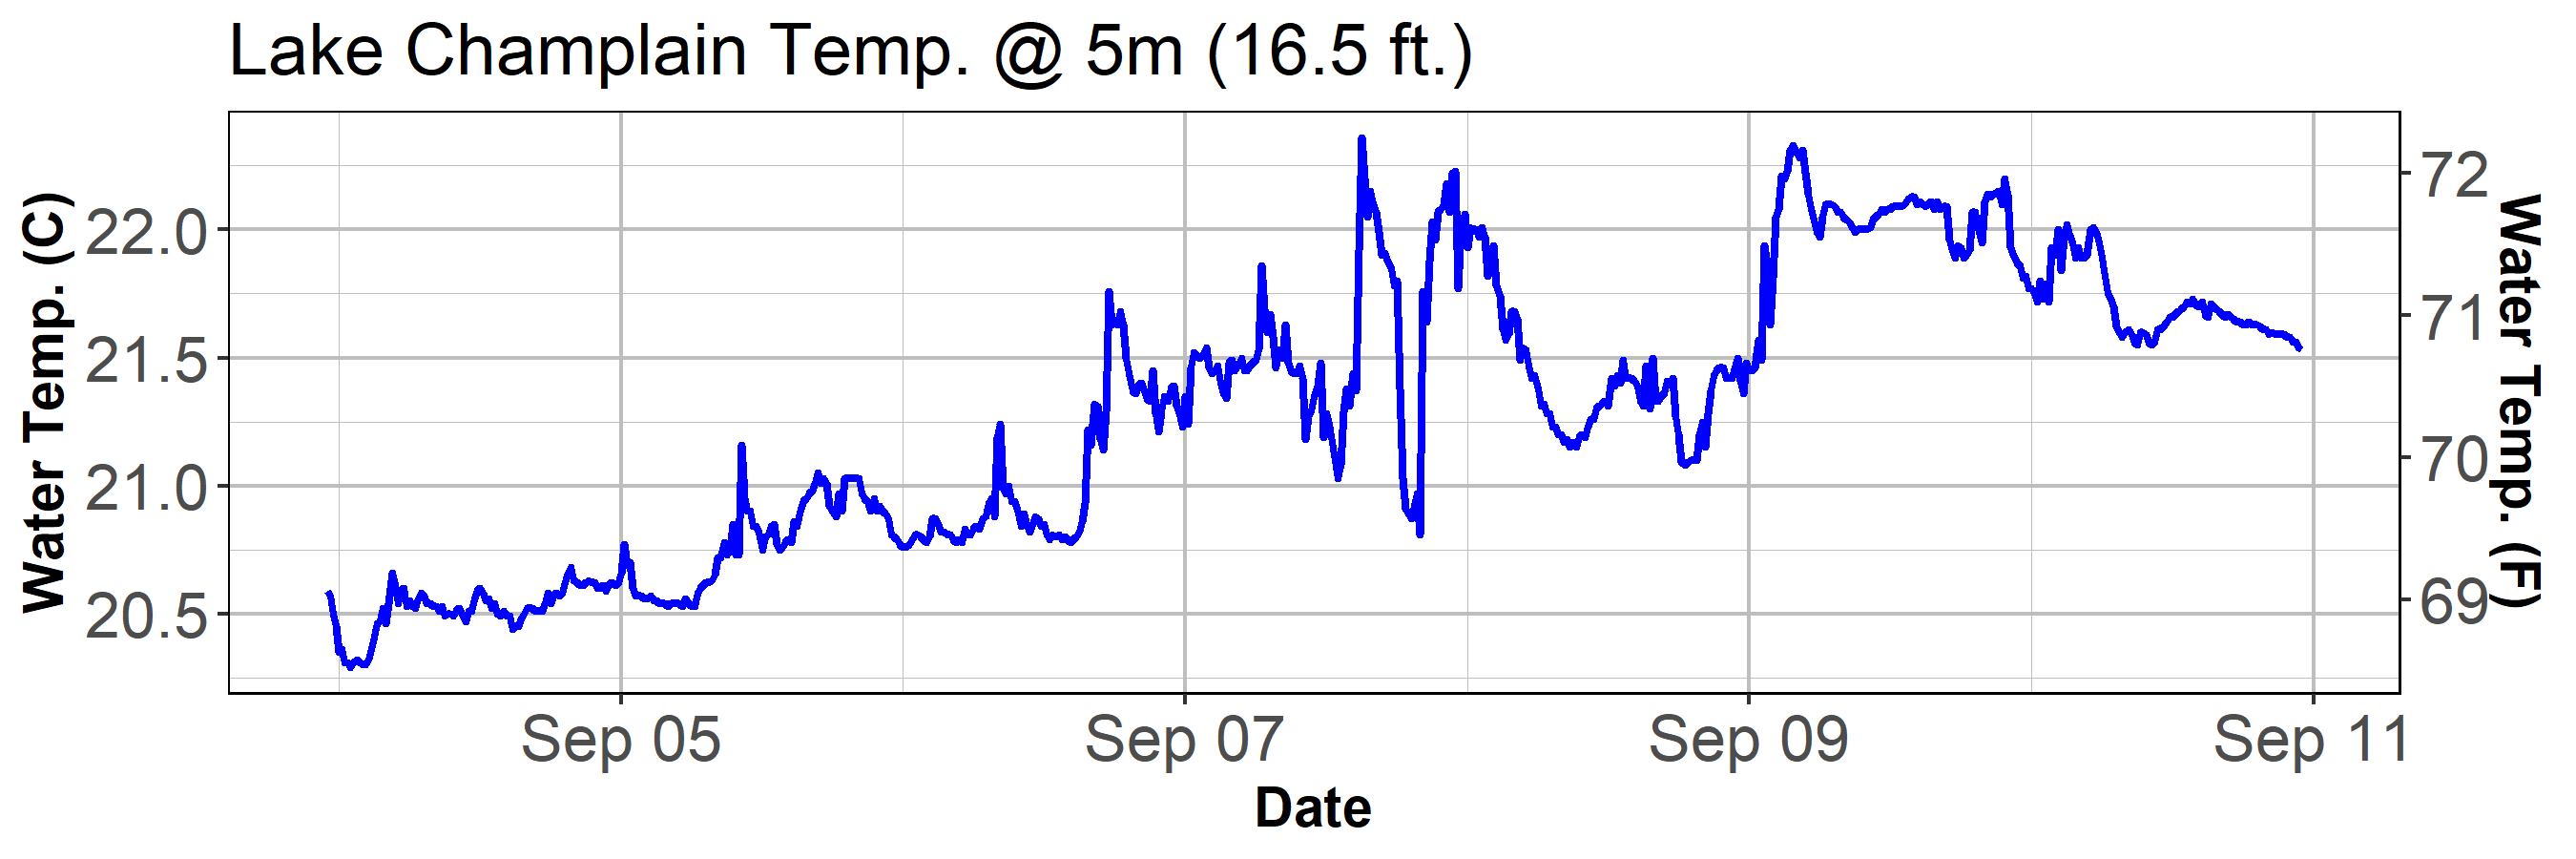 Lake Champlain Temp. @ 5m (16.5 ft.)
Water Temp. (C)
22.0
21.5
21.0
20.5
72
71
70
69
Water Temp. (F)
Sep 05 Sep 07 Sep 09 Sep 11
Date